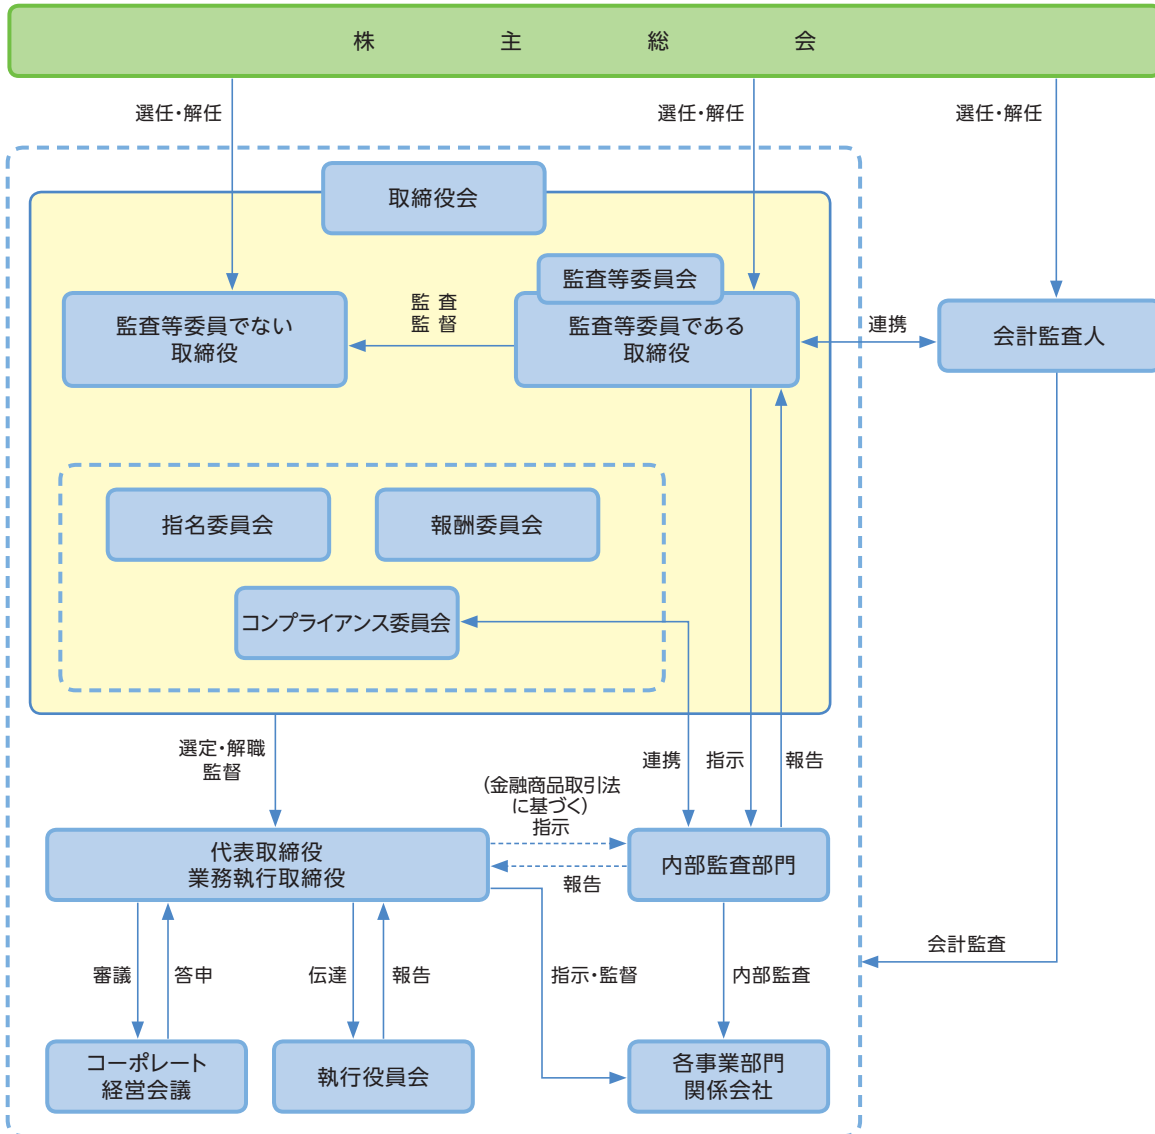 株主総会
選任・解任
選任・解任
選任・解任
取締役会
監査等委員会
監査等委員でない
取締役
監査
監督
監査等委員である
取締役
連携
会計監査人
指名委員会
報酬委員会
コンプライアンス委員会
選定・解職
監督
連携
指示
報告
(金融商品取引法
に基づく)
指示
代表取締役
業務執行取締役
内部監査部門
報告
会計監査
審議
答申
伝達
報告
指示・監督
内部監査
コーポレート
経営会議
執行役員会
各事業部門
関係会社